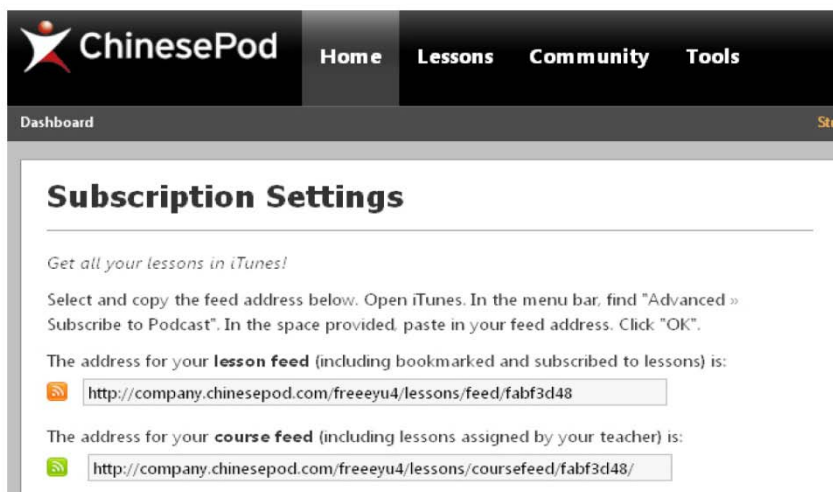 ChinesePod
Home Lessons Community Tools
Dashboard
Subscription Settings
Get all your lessons in iTunes!
Select and copy the feed address below. Open iTunes. In the menu bar, find "Advanced »
Subscribe to Podcast". In the space provided, paste in your feed address. Click "OK".
The address for your lesson feed (including bookmarked and subscribed to lessons) is:
http://company.chinesepod.com/freeeyu4/lessons/feed/fabf3d48
The address for your course feed (including lessons assigned by your teacher) is:
http://company.chinesepod.com/freeeyu4/lessons/coursefeed/fabf3d48/